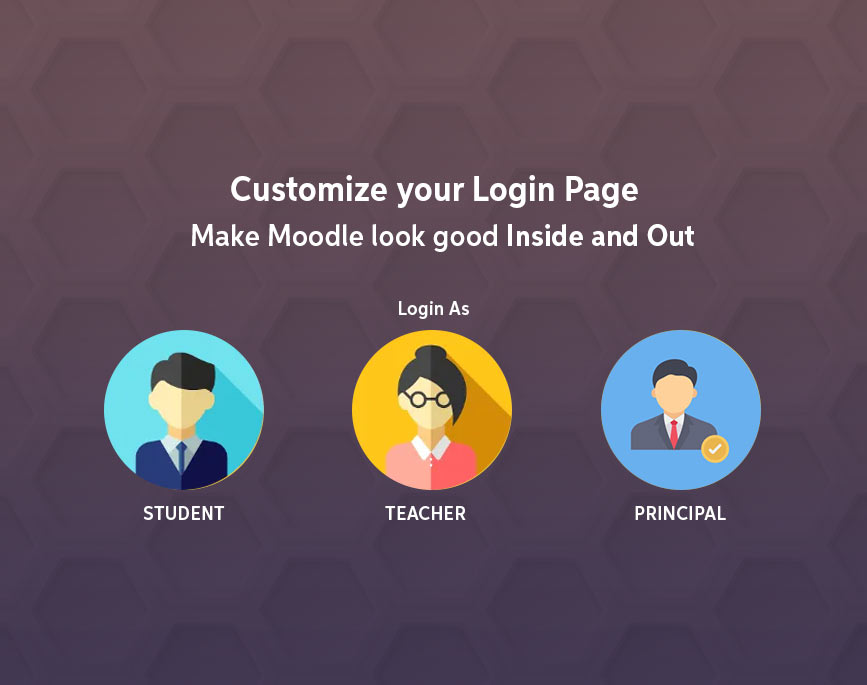 Customize your Login Page
Make Moodle look good Inside and Out
Login As
STUDENT
TEACHER
PRINCIPAL